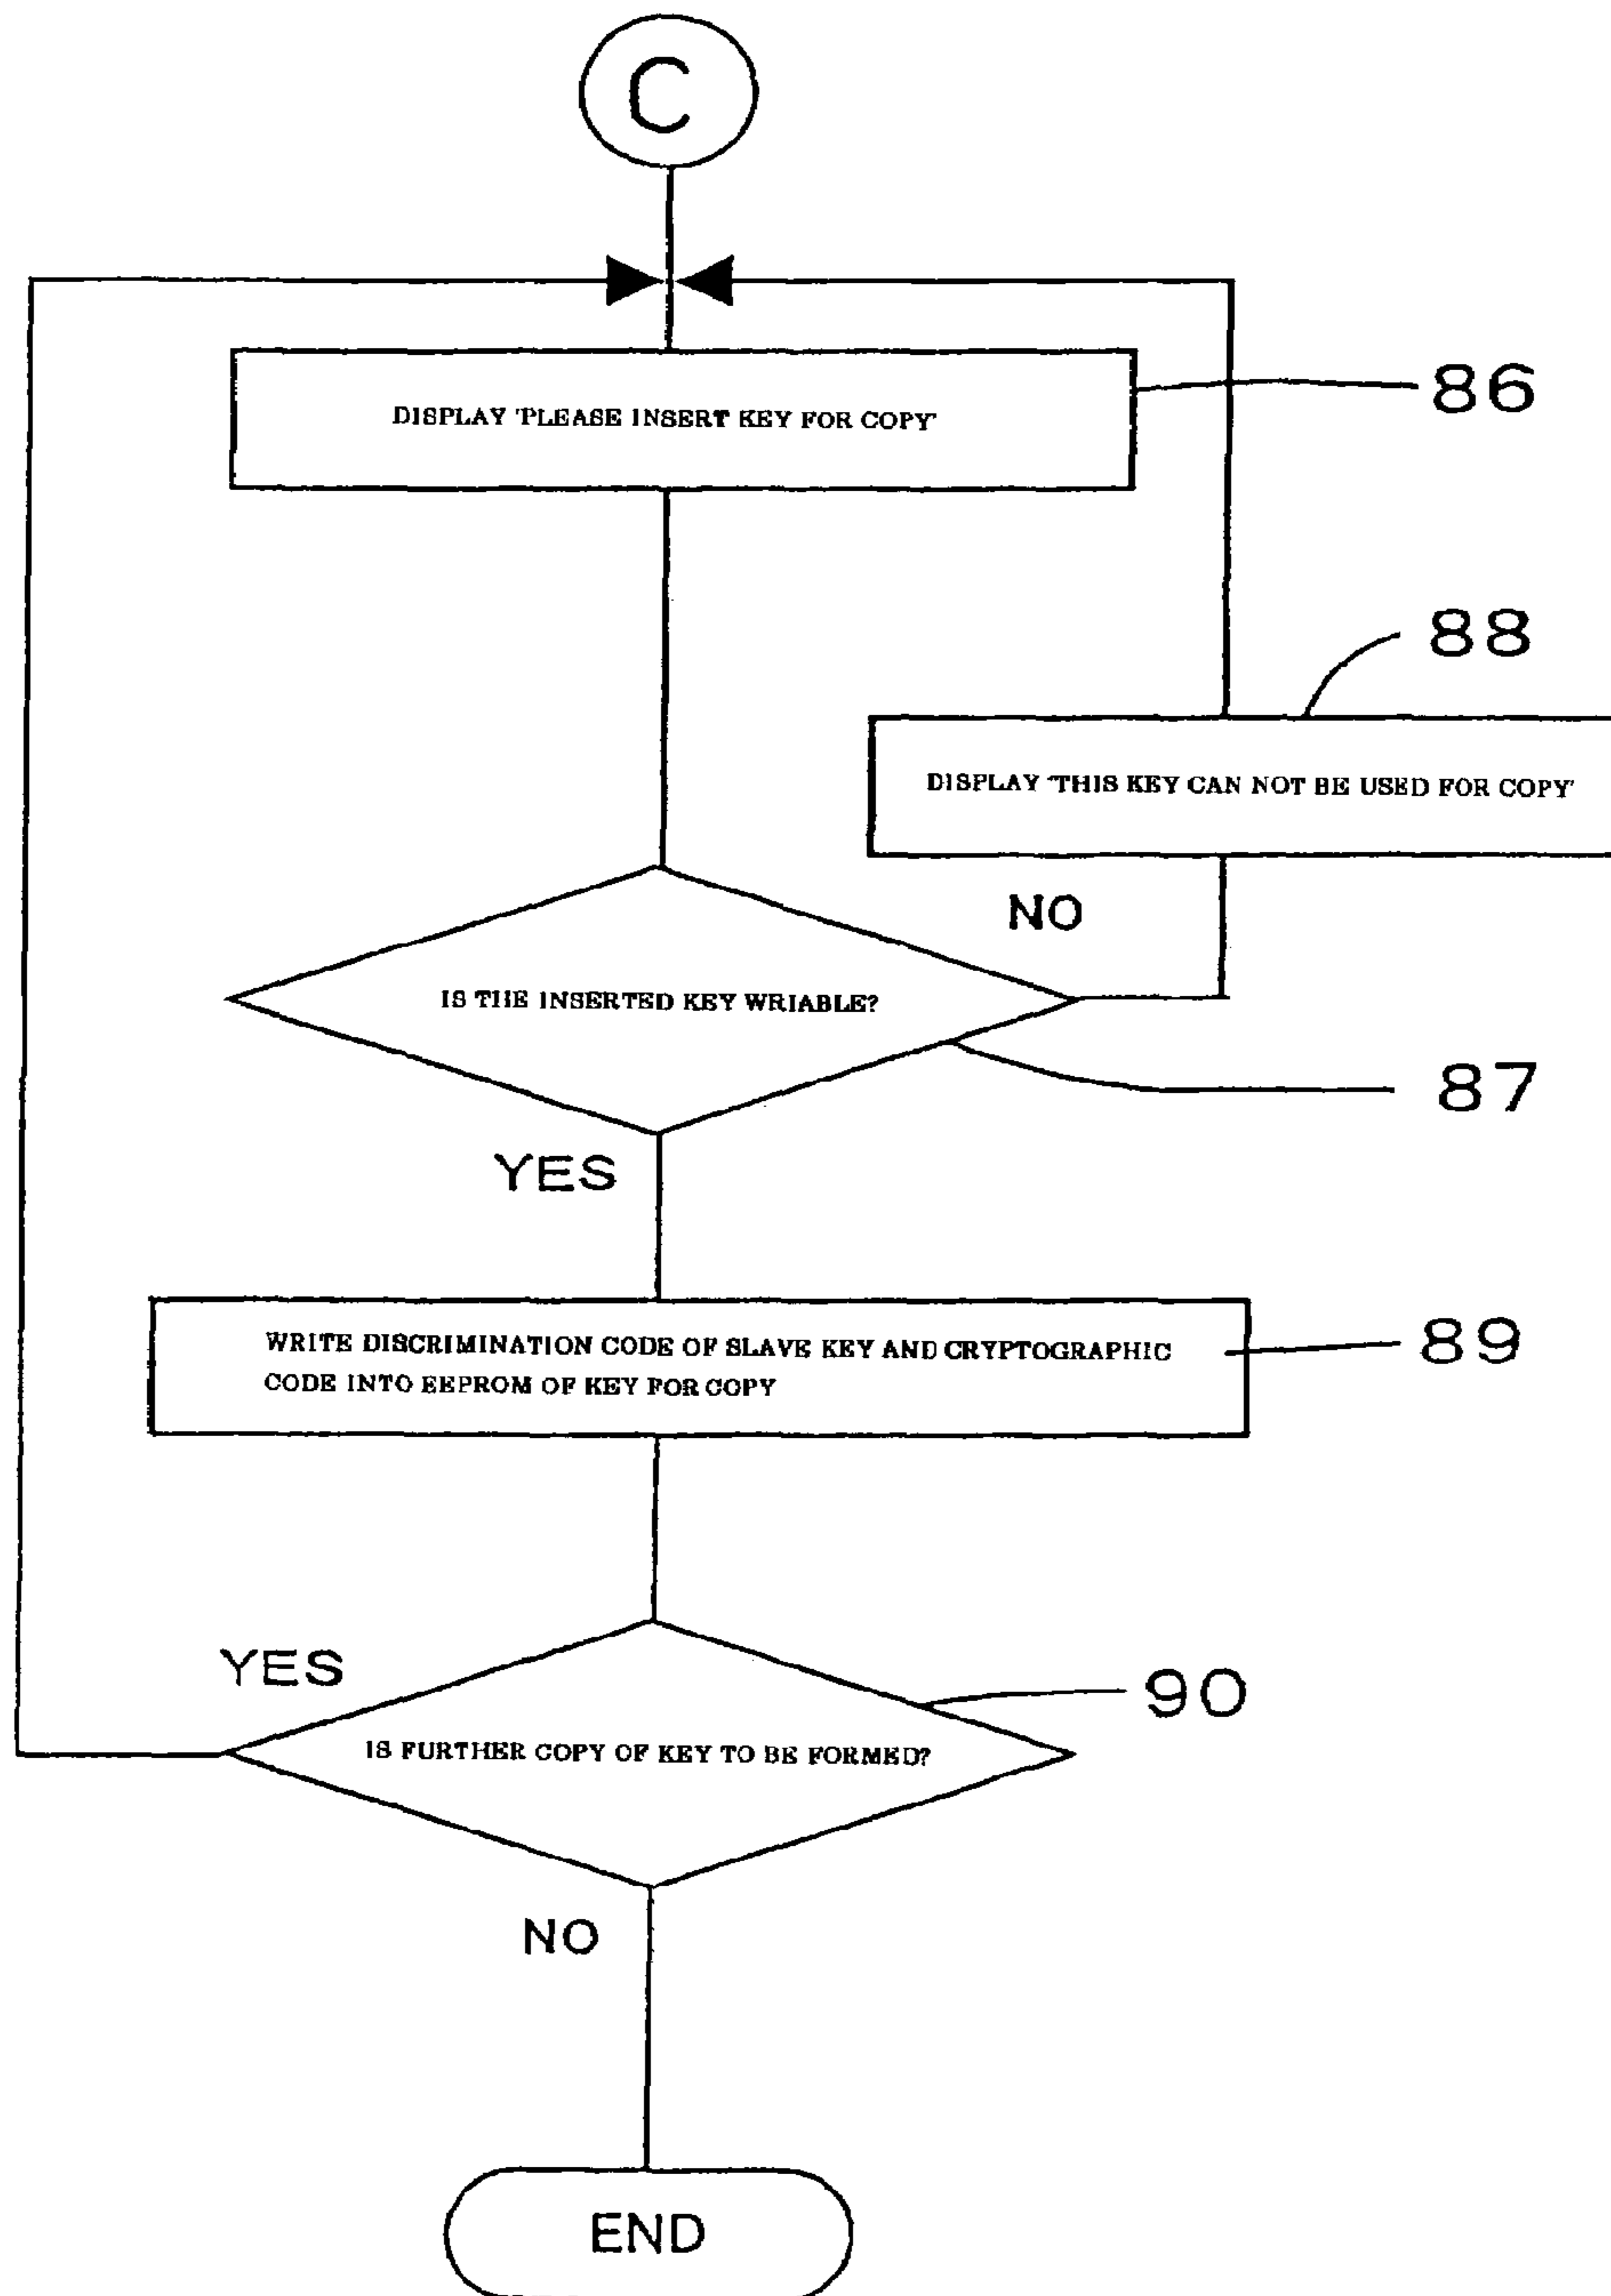 C
DISPLAY 'PLEASE INSERT KEY FOR COPY'
86
88
DISPLAY 'THIS KEY CAN NOT BE USED FOR COPY'
NO
IS THE INSERTED KEY WRIABLE?
87
YES
WRITE DISCRIMINATION CODE OF SLAVE KEY AND CRYPTOGRAPHIC
CODE INTO EEPROM OF KEY FOR COPY
89
YES
90
IS FURTHER COPY OF KEY TO BE FORMED?
NO
END